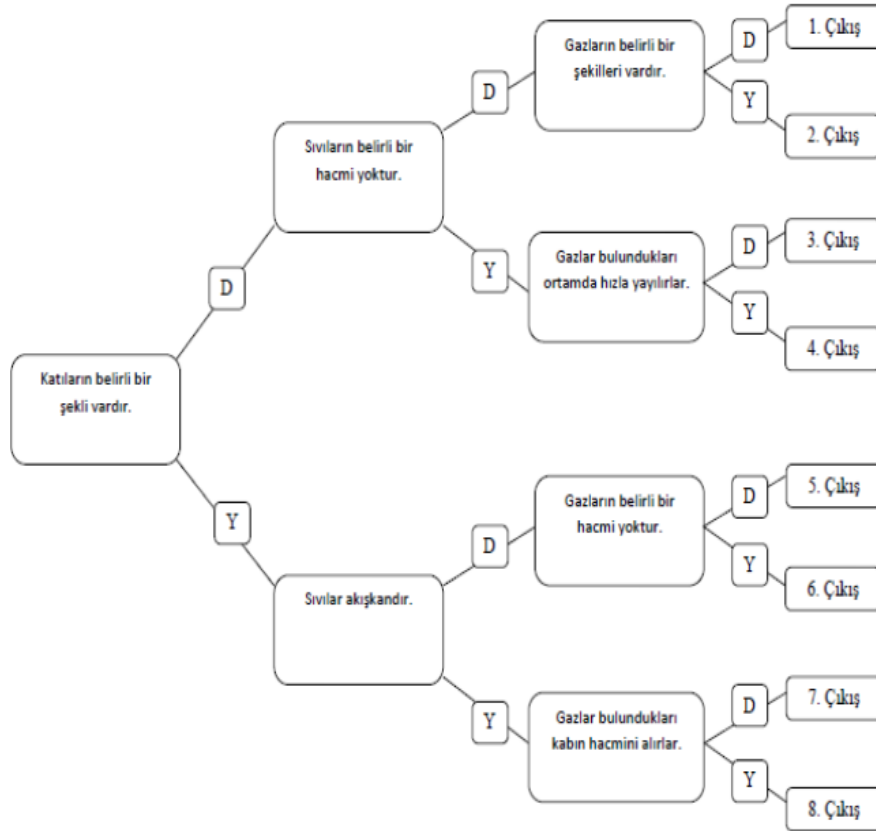 Katıların belirli bir
şekli vardır.
D
Y
Sıvıların belirli bir
hacmi yoktur.
D
Y
Sıvılar akışkandır.
D
Y
Gazların belirli bir
şekilleri vardır.
D
Y
1. Çıkış
2. Çıkış
Gazlar bulundukları
ortamda hızla yayılırlar.
D
Y
3. Çıkış
4. Çıkış
Gazların belirli bir
hacmi yoktur.
D
Y
5. Çıkış
6. Çıkış
Gazlar bulundukları
kabın hacmini alırlar.
D
Y
7. Çıkış
8. Çıkış